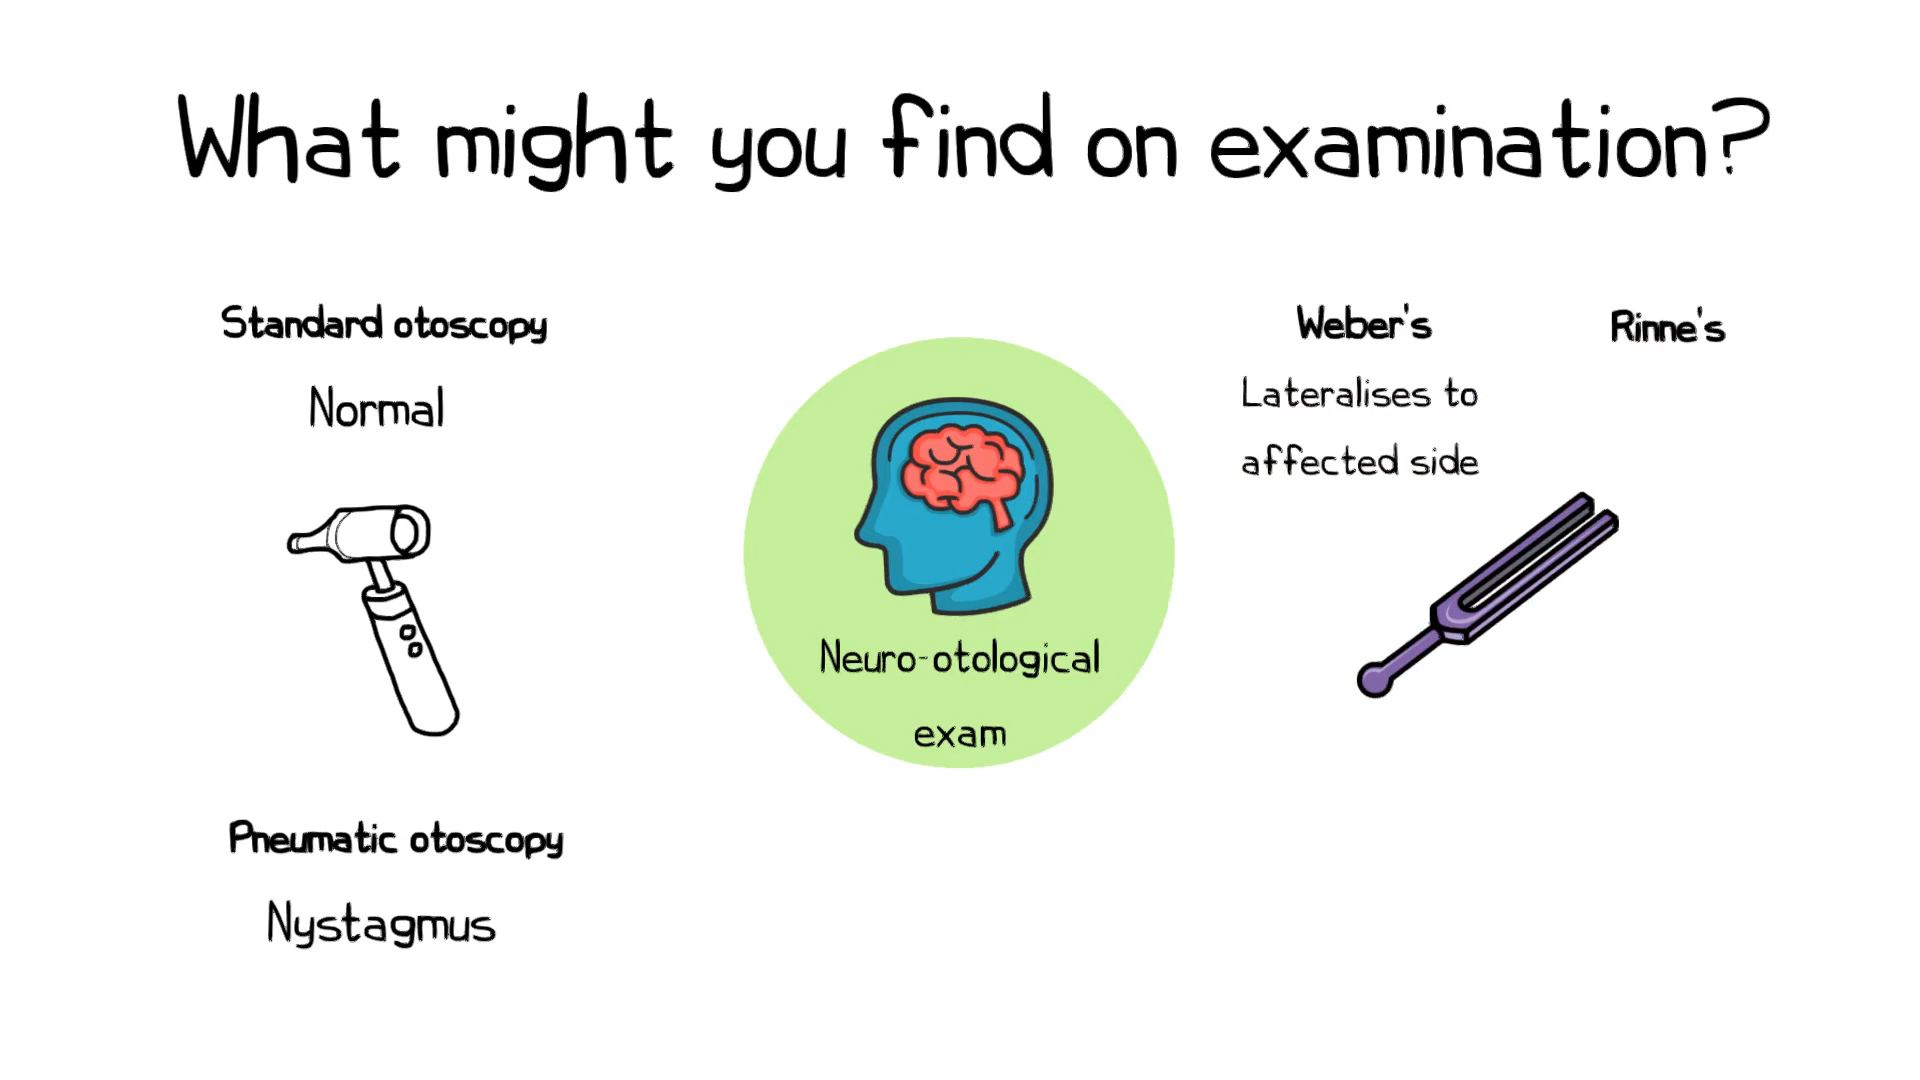 What might you find on examination?
Standard otoscopy
Normal
Pneumatic otoscopy
Nystagmus
Neuro-otological
exam
Weber's
Lateralises to
affected side
Rinne's